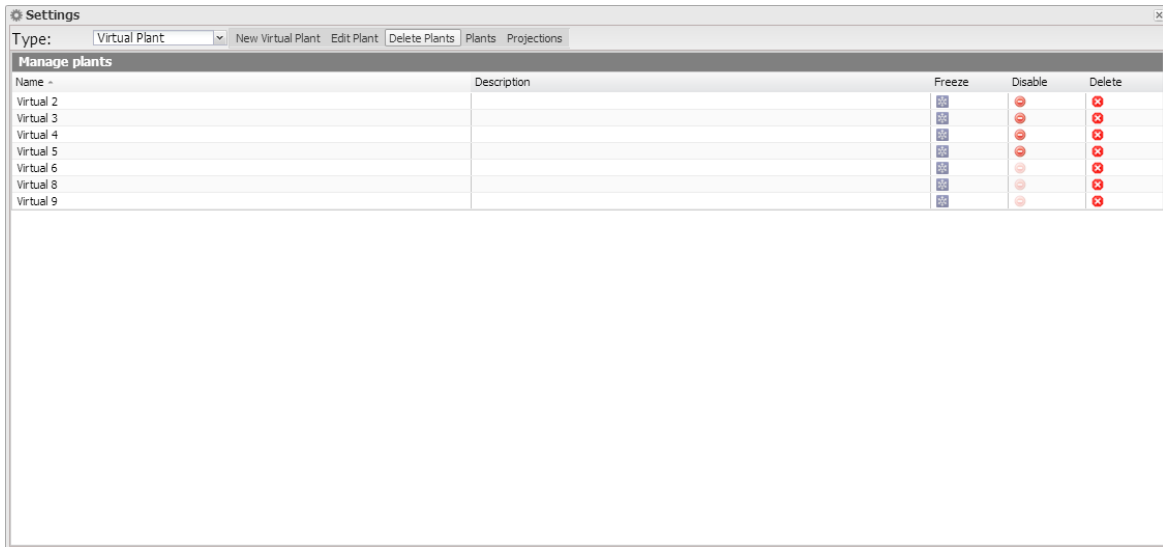 Settings
Type: Virtual Plant New Virtual Plant Edit Plant Delete Plants Plants Projections
Manage plants
Name Description Freeze Disable Delete
Virtual 2
Virtual 3
Virtual 4
Virtual 5
Virtual 6
Virtual 8
Virtual 9